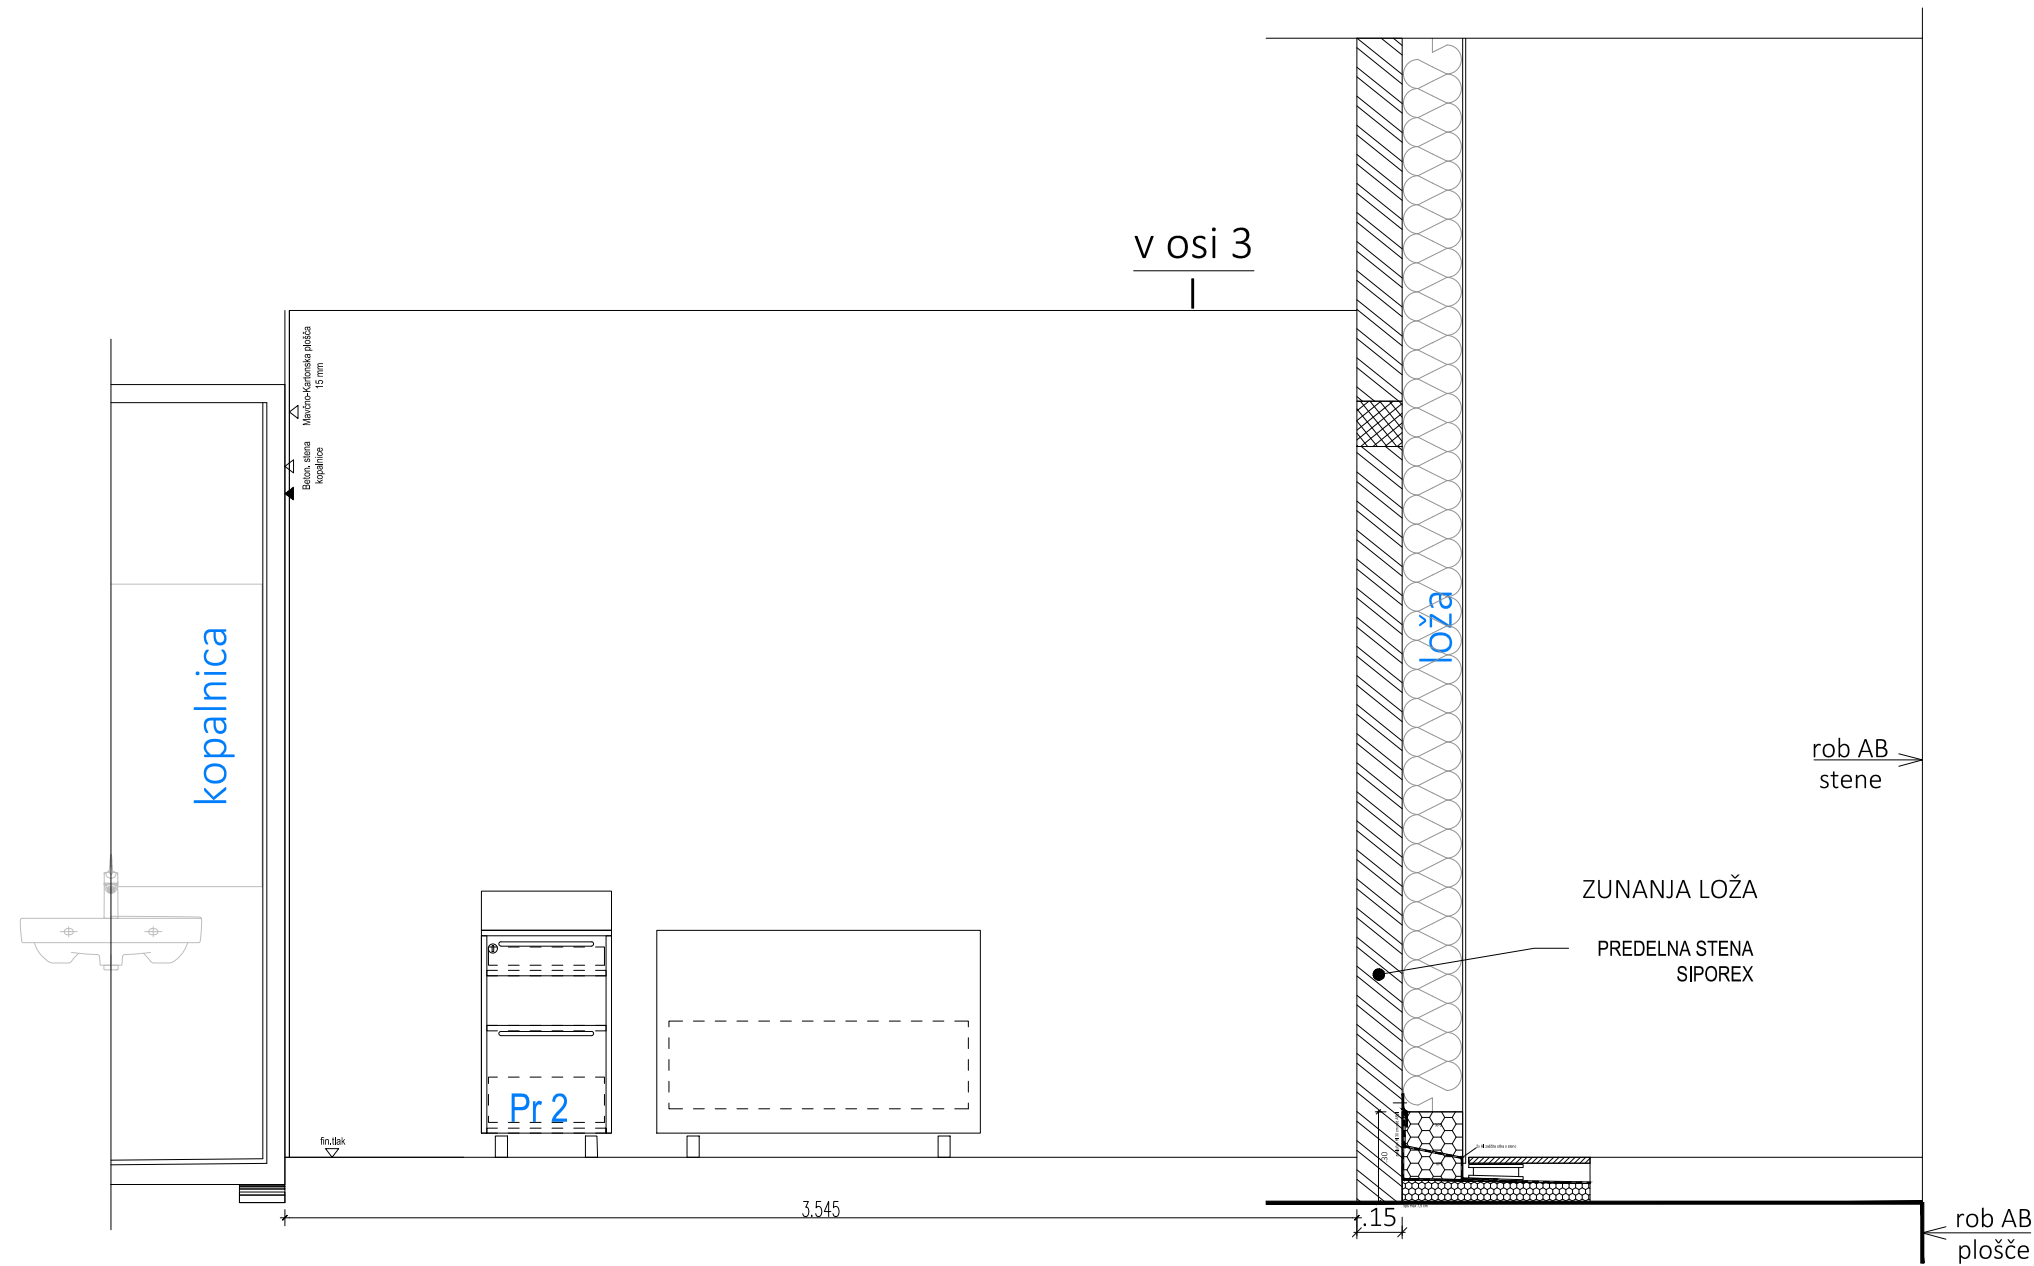 v osi 3
Mavčno-Kartonska plošča
15 mm
Beton. stena
kopalnice
kopalnica
loža
rob AB
stene
ZUNANJA LOŽA
PREDELNA STENA
SIPOREX
Pr 2
fin.tlak
.30
3.545
.15
rob AB
plošče